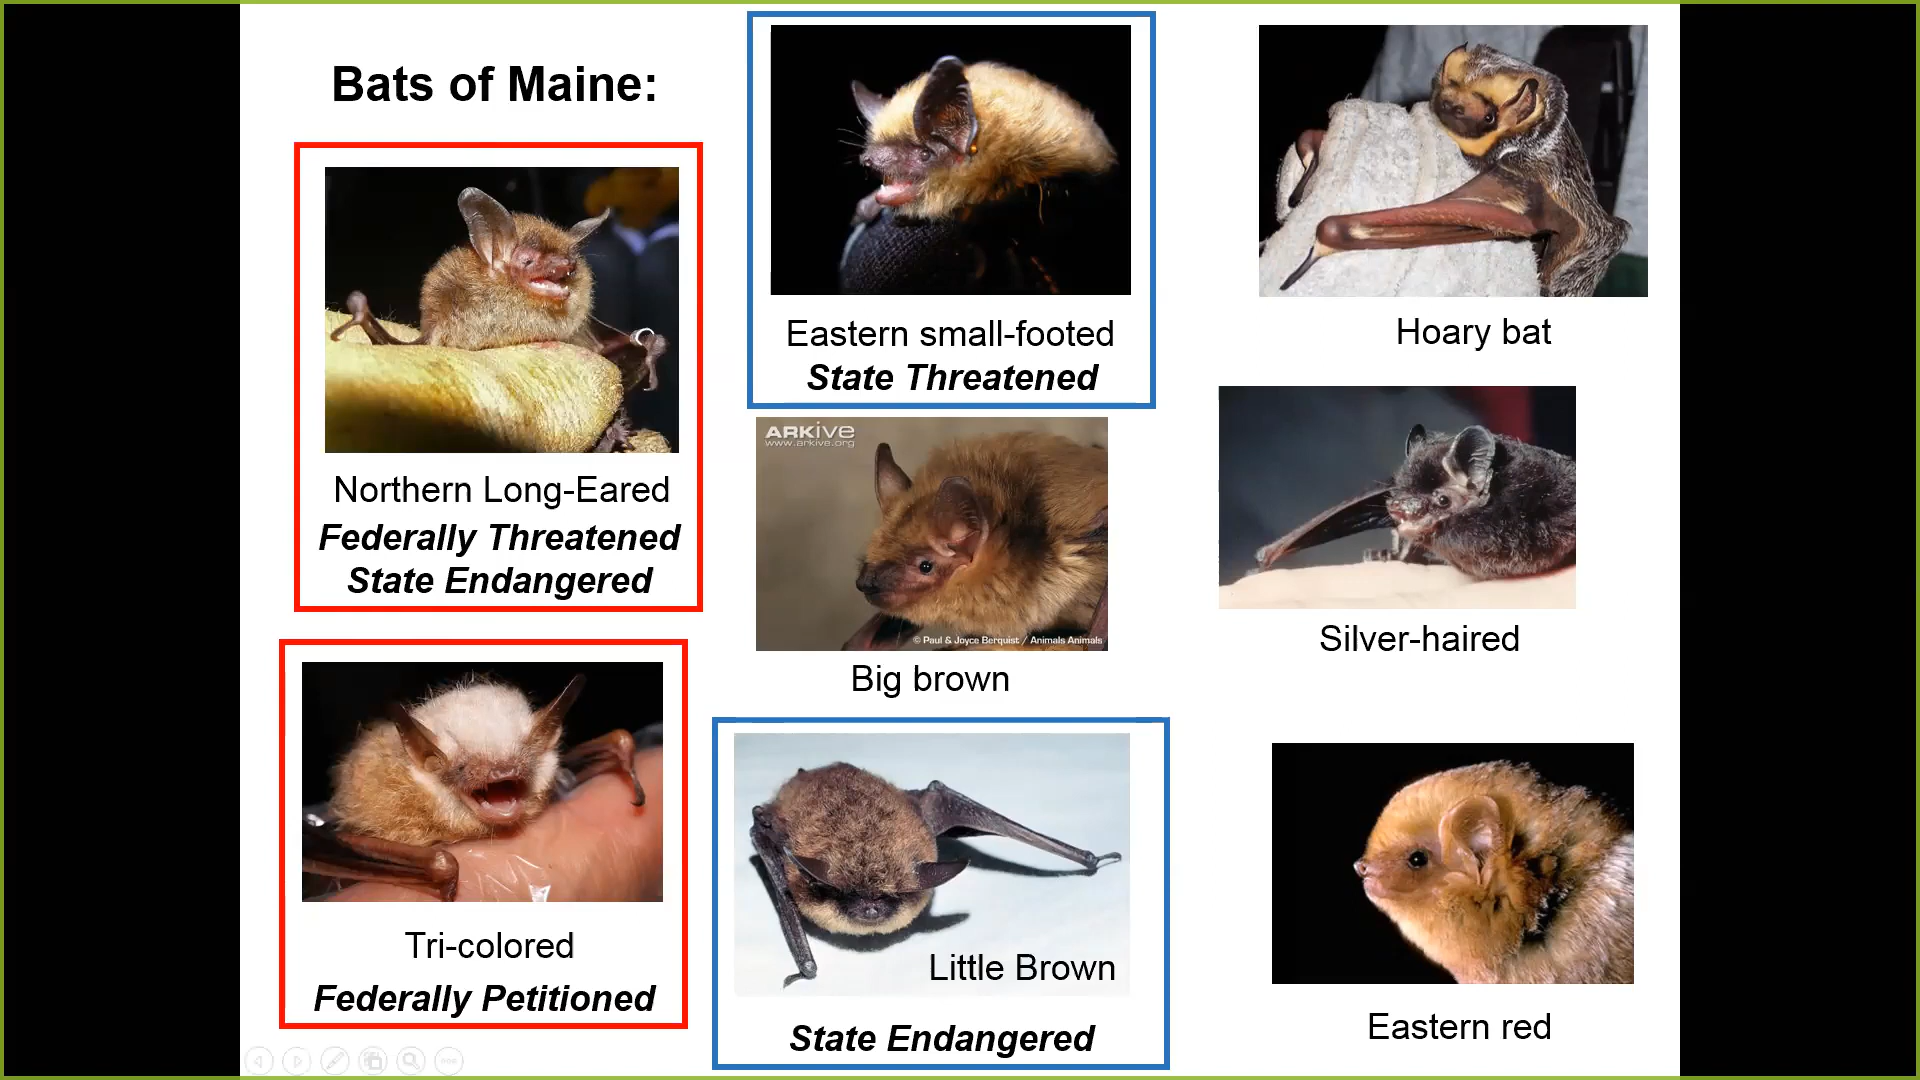 Bats of Maine:
Northern Long-Eared
Federally Threatened
State Endangered
Tri-colored
Federally Petitioned
Eastern small-footed
State Threatened
ARKive
www.arkive.org
© Paul & Joyce Berquist / Animals Animals
Big brown
Little Brown
State Endangered
Hoary bat
Silver-haired
Eastern red